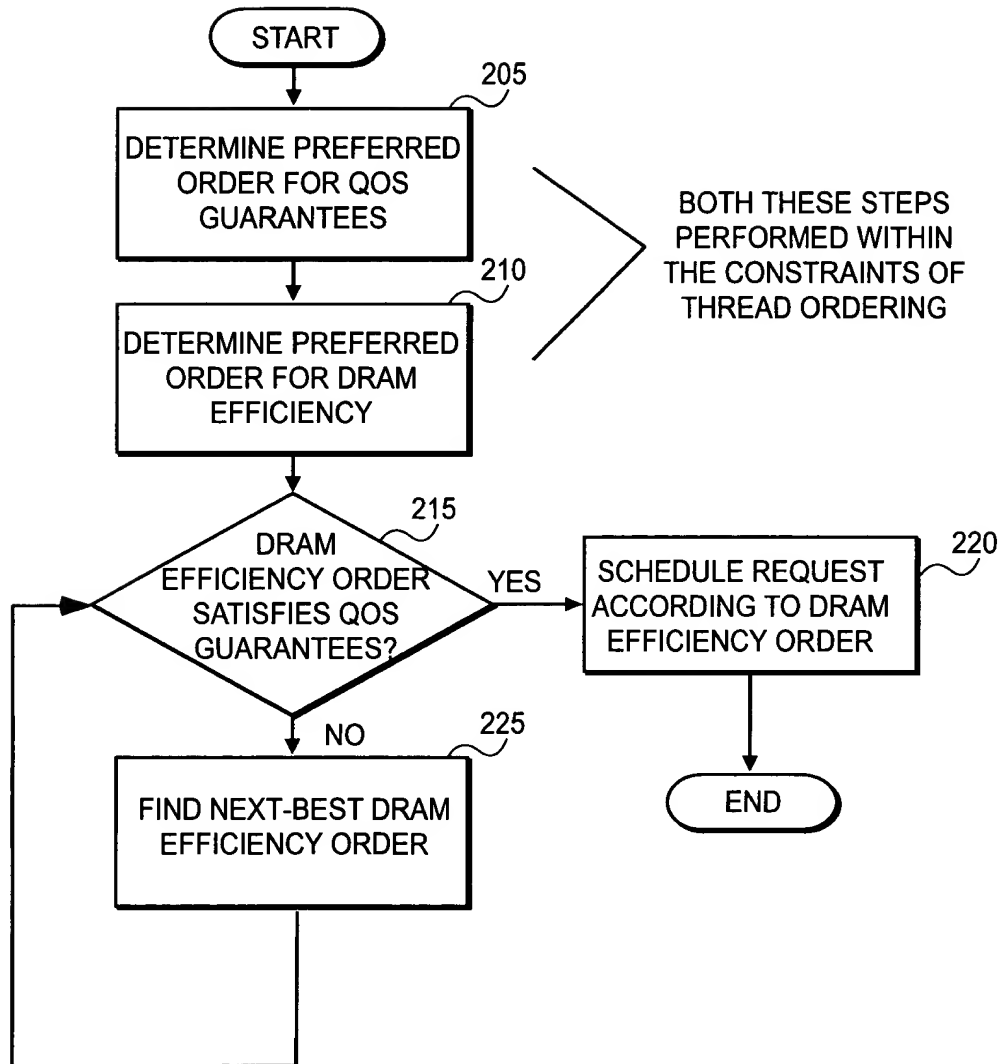 START
205
DETERMINE PREFERRED
ORDER FOR QOS
GUARANTEES
BOTH THESE STEPS
PERFORMED WITHIN
THE CONSTRAINTS OF
THREAD ORDERING
210
DETERMINE PREFERRED
ORDER FOR DRAM
EFFICIENCY
215
DRAM
EFFICIENCY ORDER
SATISFIES QOS
GUARANTEES?
YES
220
SCHEDULE REQUEST
ACCORDING TO DRAM
EFFICIENCY ORDER
NO
225
FIND NEXT-BEST DRAM
EFFICIENCY ORDER
END